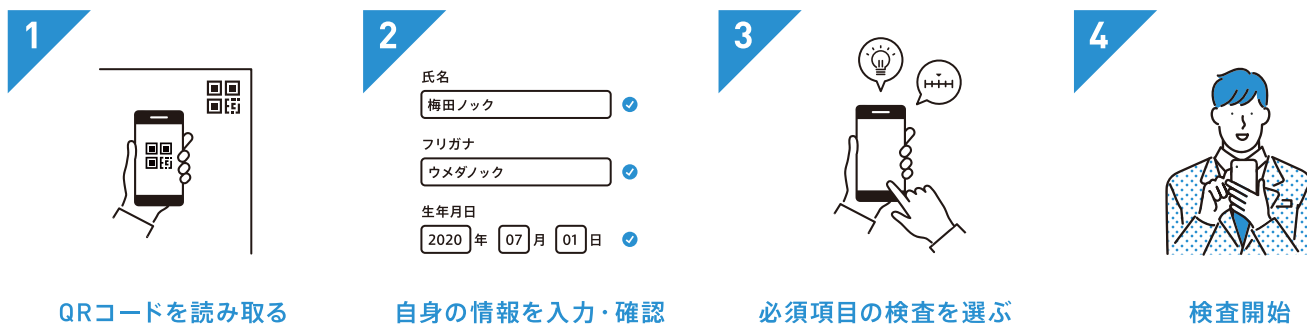 1
QRコードを読み取る
2
氏名
梅田ノック
フリガナ
ウメダノック
生年月日
2020 年 07 月 01 日
自身の情報を入力・確認
3
必須項目の検査を選ぶ
4
検査開始